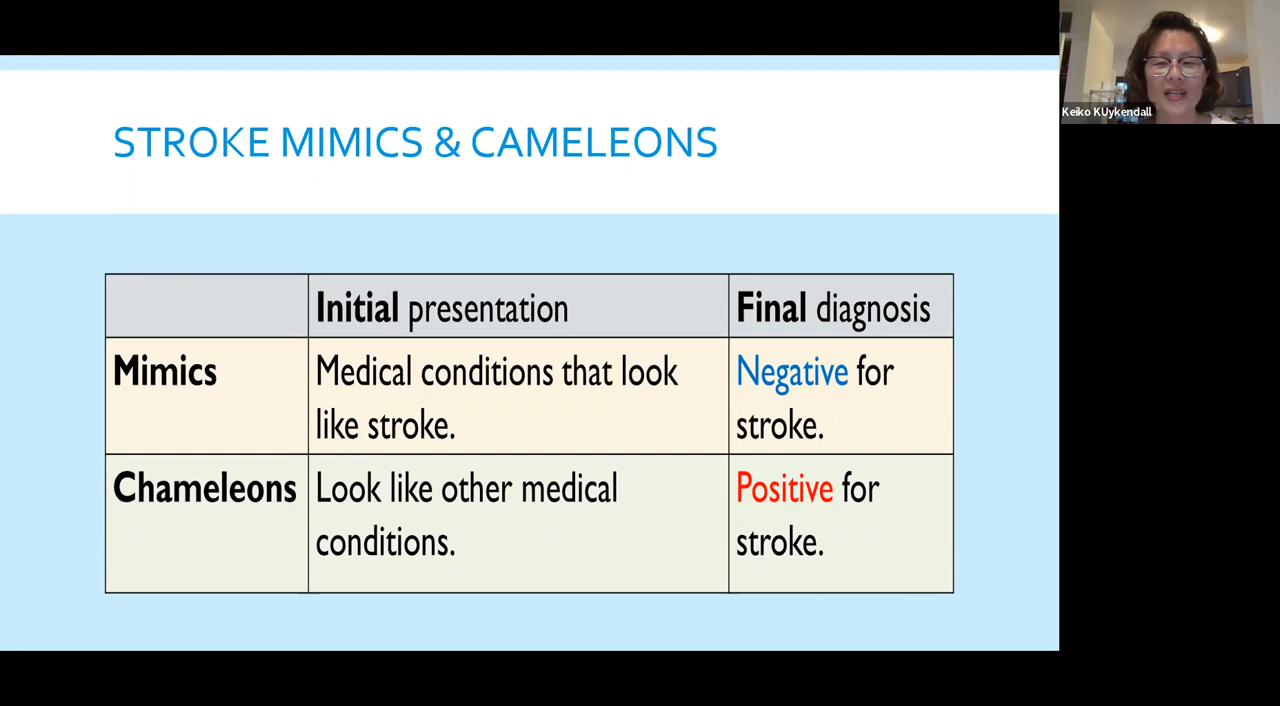 STROKE MIMICS & CAMELEONS
Initial presentation
Final diagnosis
Mimics
Medical conditions that look
like stroke.
Negative for
stroke.
Chameleons
Look like other medical
conditions.
Positive for
stroke.
Keiko KUykendall